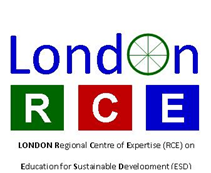 London
R C E
LONDON Regional Centre of Expertise (RCE) on
Education for Sustainable Development (ESD)